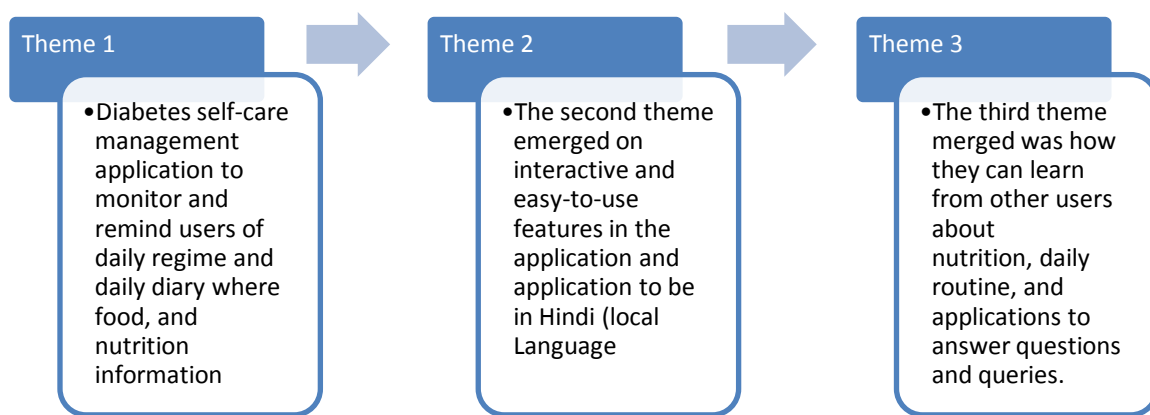 Theme 1
•Diabetes self-care
management
application to
monitor and
remind users of
daily regime and
daily diary where
food, and
nutrition
information
Theme 2
•The second theme
emerged on
interactive and
easy-to-use
features in the
application and
application to be
in Hindi (local
Language
Theme 3
•The third theme
merged was how
they can learn
from other users
about
nutrition, daily
routine, and
applications to
answer questions
and queries.